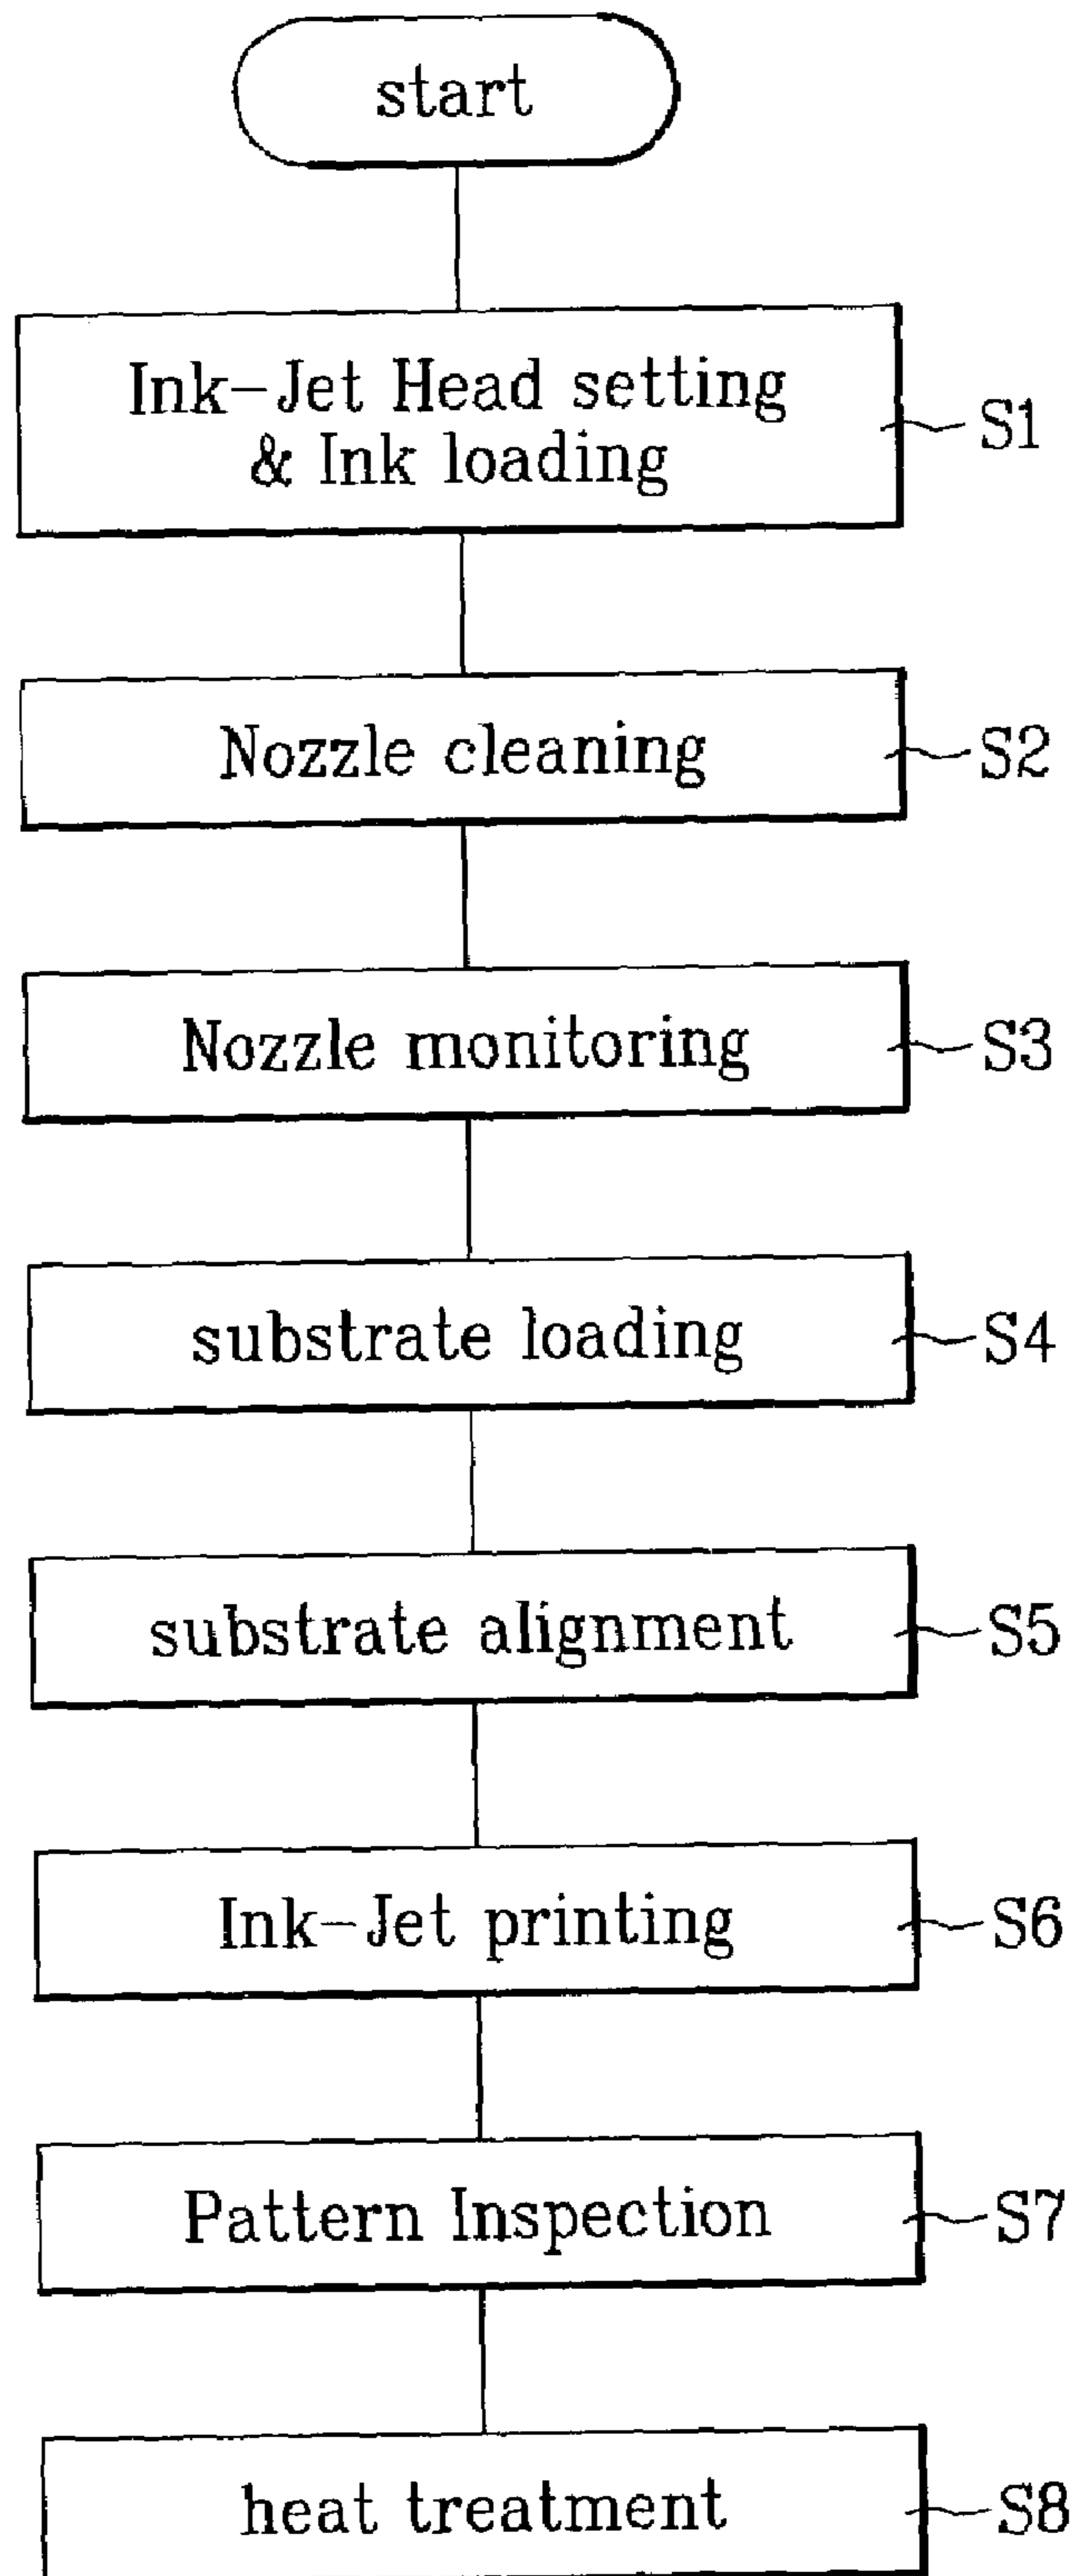 start
Ink-Jet Head setting
& Ink loading
S1
Nozzle cleaning
S2
Nozzle monitoring
S3
substrate loading
S4
substrate alignment
S5
Ink-Jet printing
S6
Pattern Inspection
S7
heat treatment
S8